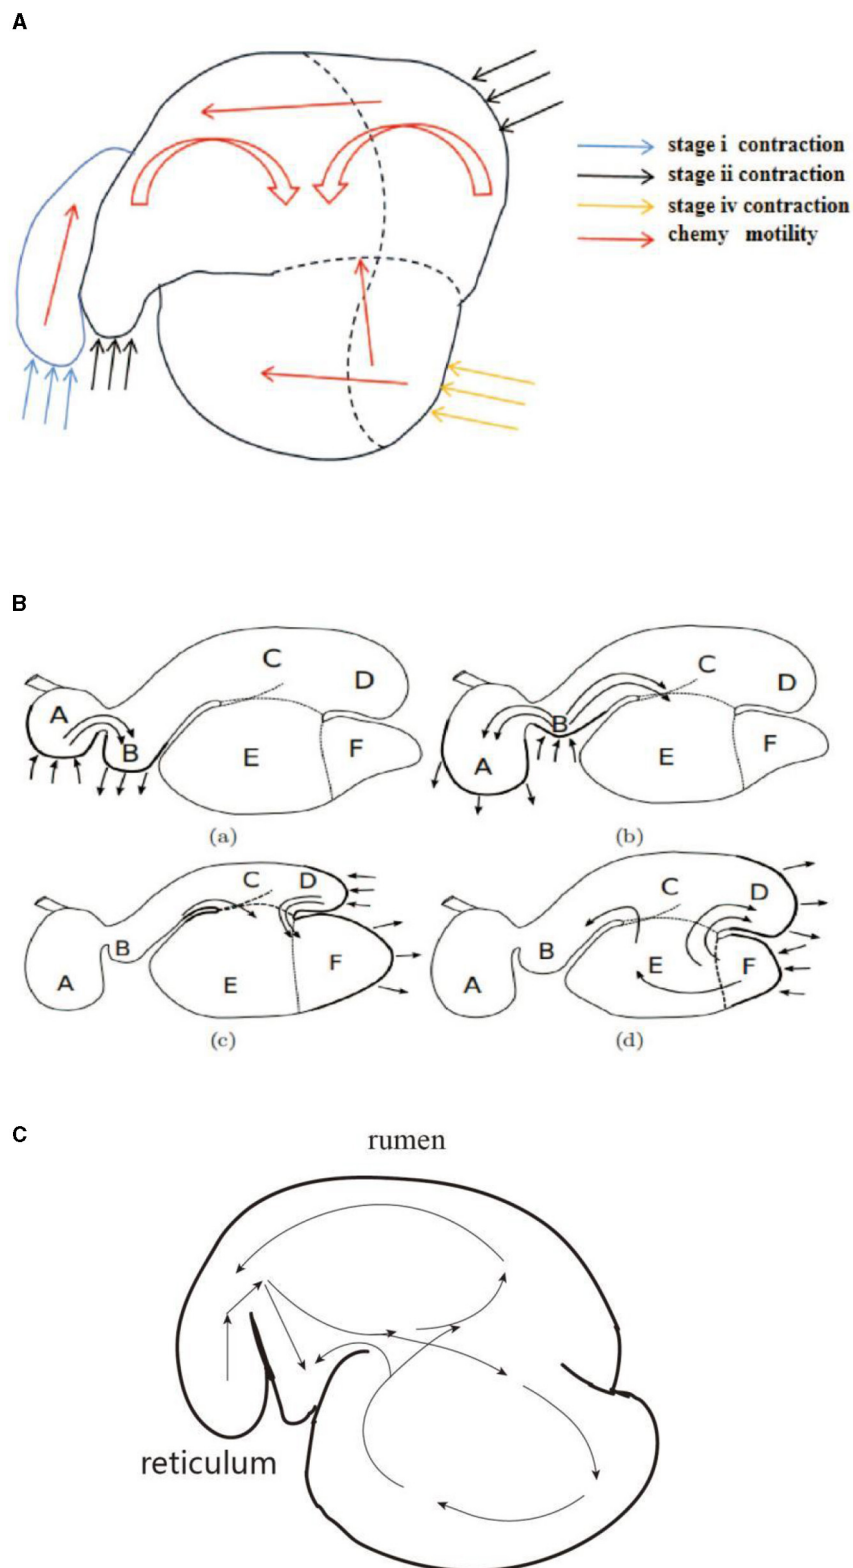 A
stage i contraction
stage ii contraction
stage iv contraction
chemy motility
B
C
D
A
B
E
F
(a)
C
D
B
A
E
F
(b)
C
D
B
A
E
F
(c)
C
D
B
A
E
F
(d)
C
rumen
reticulum